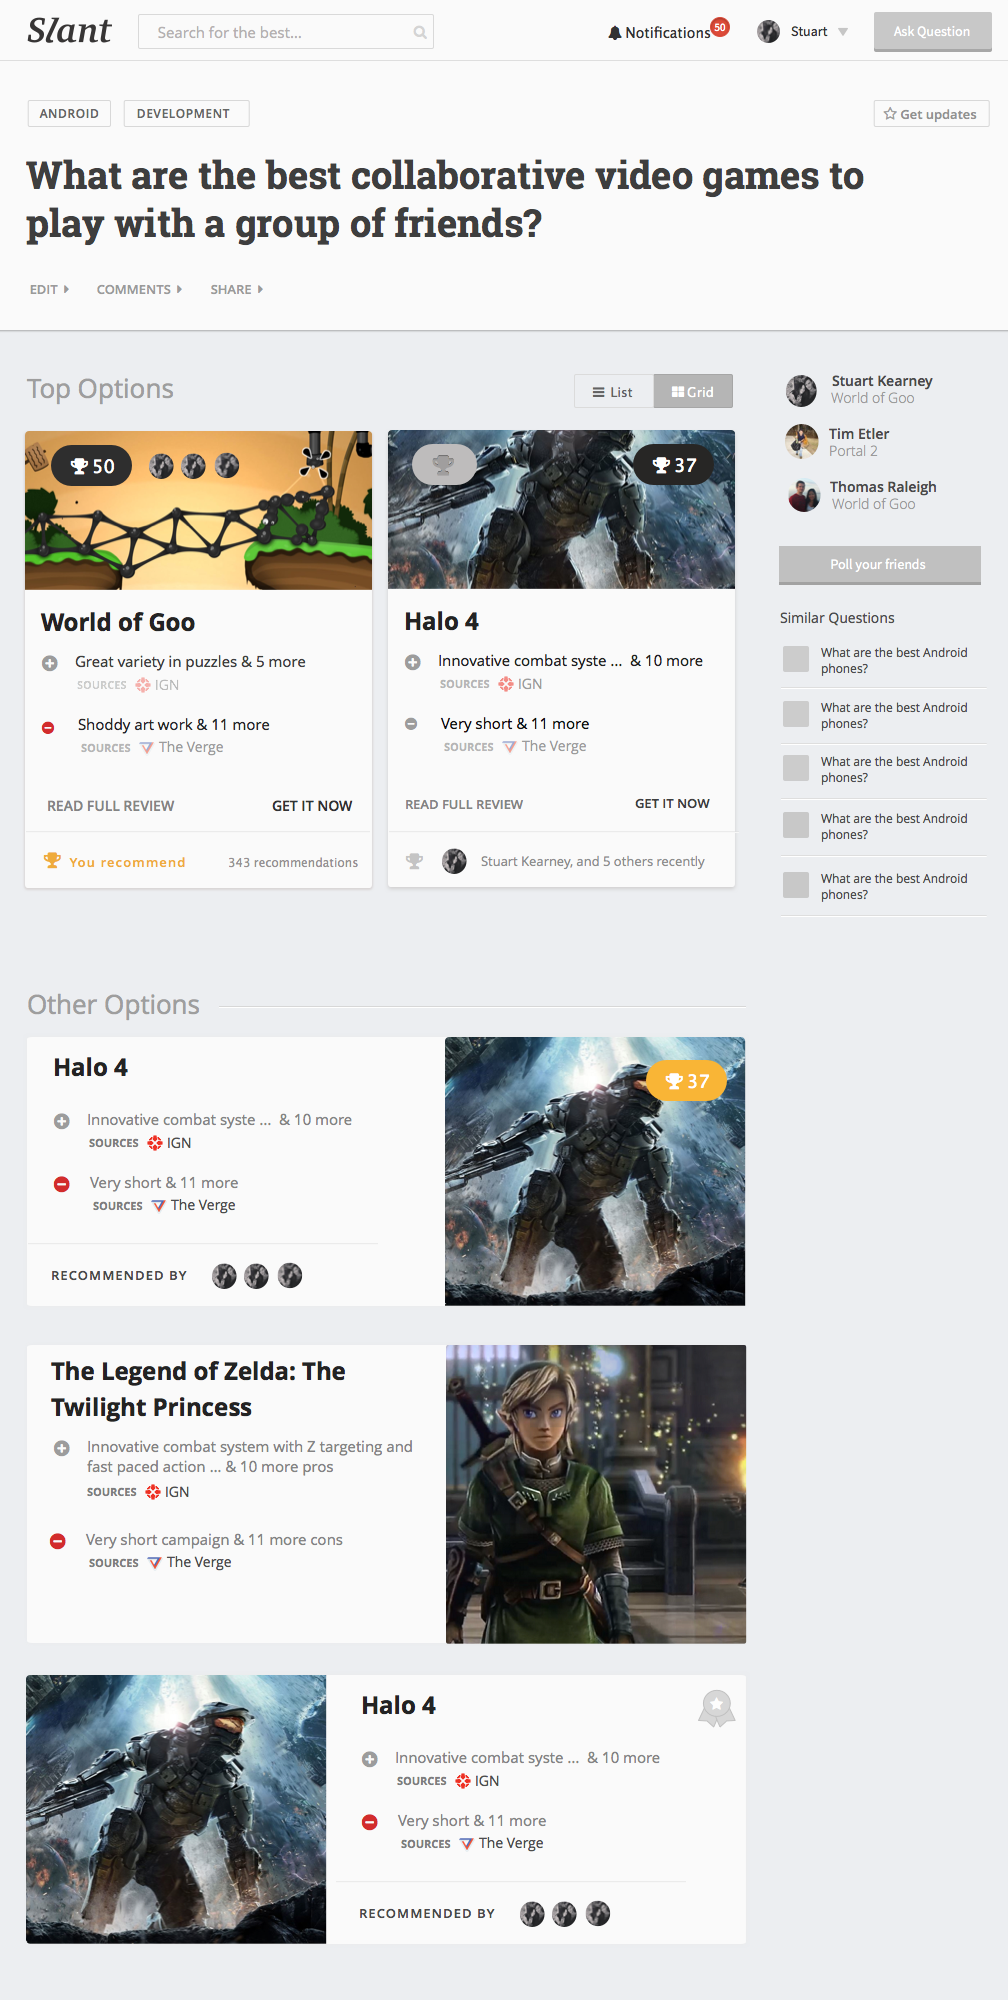 Slant
Search for the best...
Notifications
50
Stuart
Ask Question
ANDROID
DEVELOPMENT
Get updates
What are the best collaborative video games to
play with a group of friends?
EDIT
COMMENTS
SHARE
Top Options
List
Grid
50
World of Goo
Great variety in puzzles & 5 more
SOURCES IGN
Shoddy art work & 11 more
SOURCES The Verge
READ FULL REVIEW
GET IT NOW
You recommend
343 recommendations
37
Halo 4
Innovative combat syste ... & 10 more
SOURCES IGN
Very short & 11 more
SOURCES The Verge
READ FULL REVIEW
GET IT NOW
Stuart Kearney, and 5 others recently
Stuart Kearney
World of Goo
Tim Etler
Portal 2
Thomas Raleigh
World of Goo
Poll your friends
Similar Questions
What are the best Android
phones?
What are the best Android
phones?
What are the best Android
phones?
What are the best Android
phones?
What are the best Android
phones?
Other Options
Halo 4
Innovative combat syste ... & 10 more
SOURCES IGN
Very short & 11 more
SOURCES The Verge
RECOMMENDED BY
37
The Legend of Zelda: The
Twilight Princess
Innovative combat system with Z targeting and
fast paced action ... & 10 more pros
SOURCES IGN
Very short campaign & 11 more cons
SOURCES The Verge
Halo 4
Innovative combat syste ... & 10 more
SOURCES IGN
Very short & 11 more
SOURCES The Verge
RECOMMENDED BY